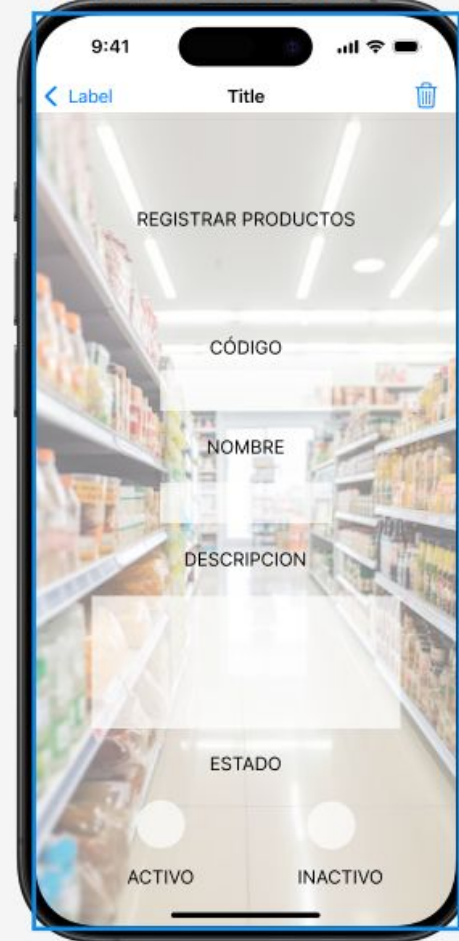 9:41
Label Title
REGISTRAR PRODUCTOS
CÓDIGO
NOMBRE
DESCRIPCION
ESTADO
ACTIVO INACTIVO